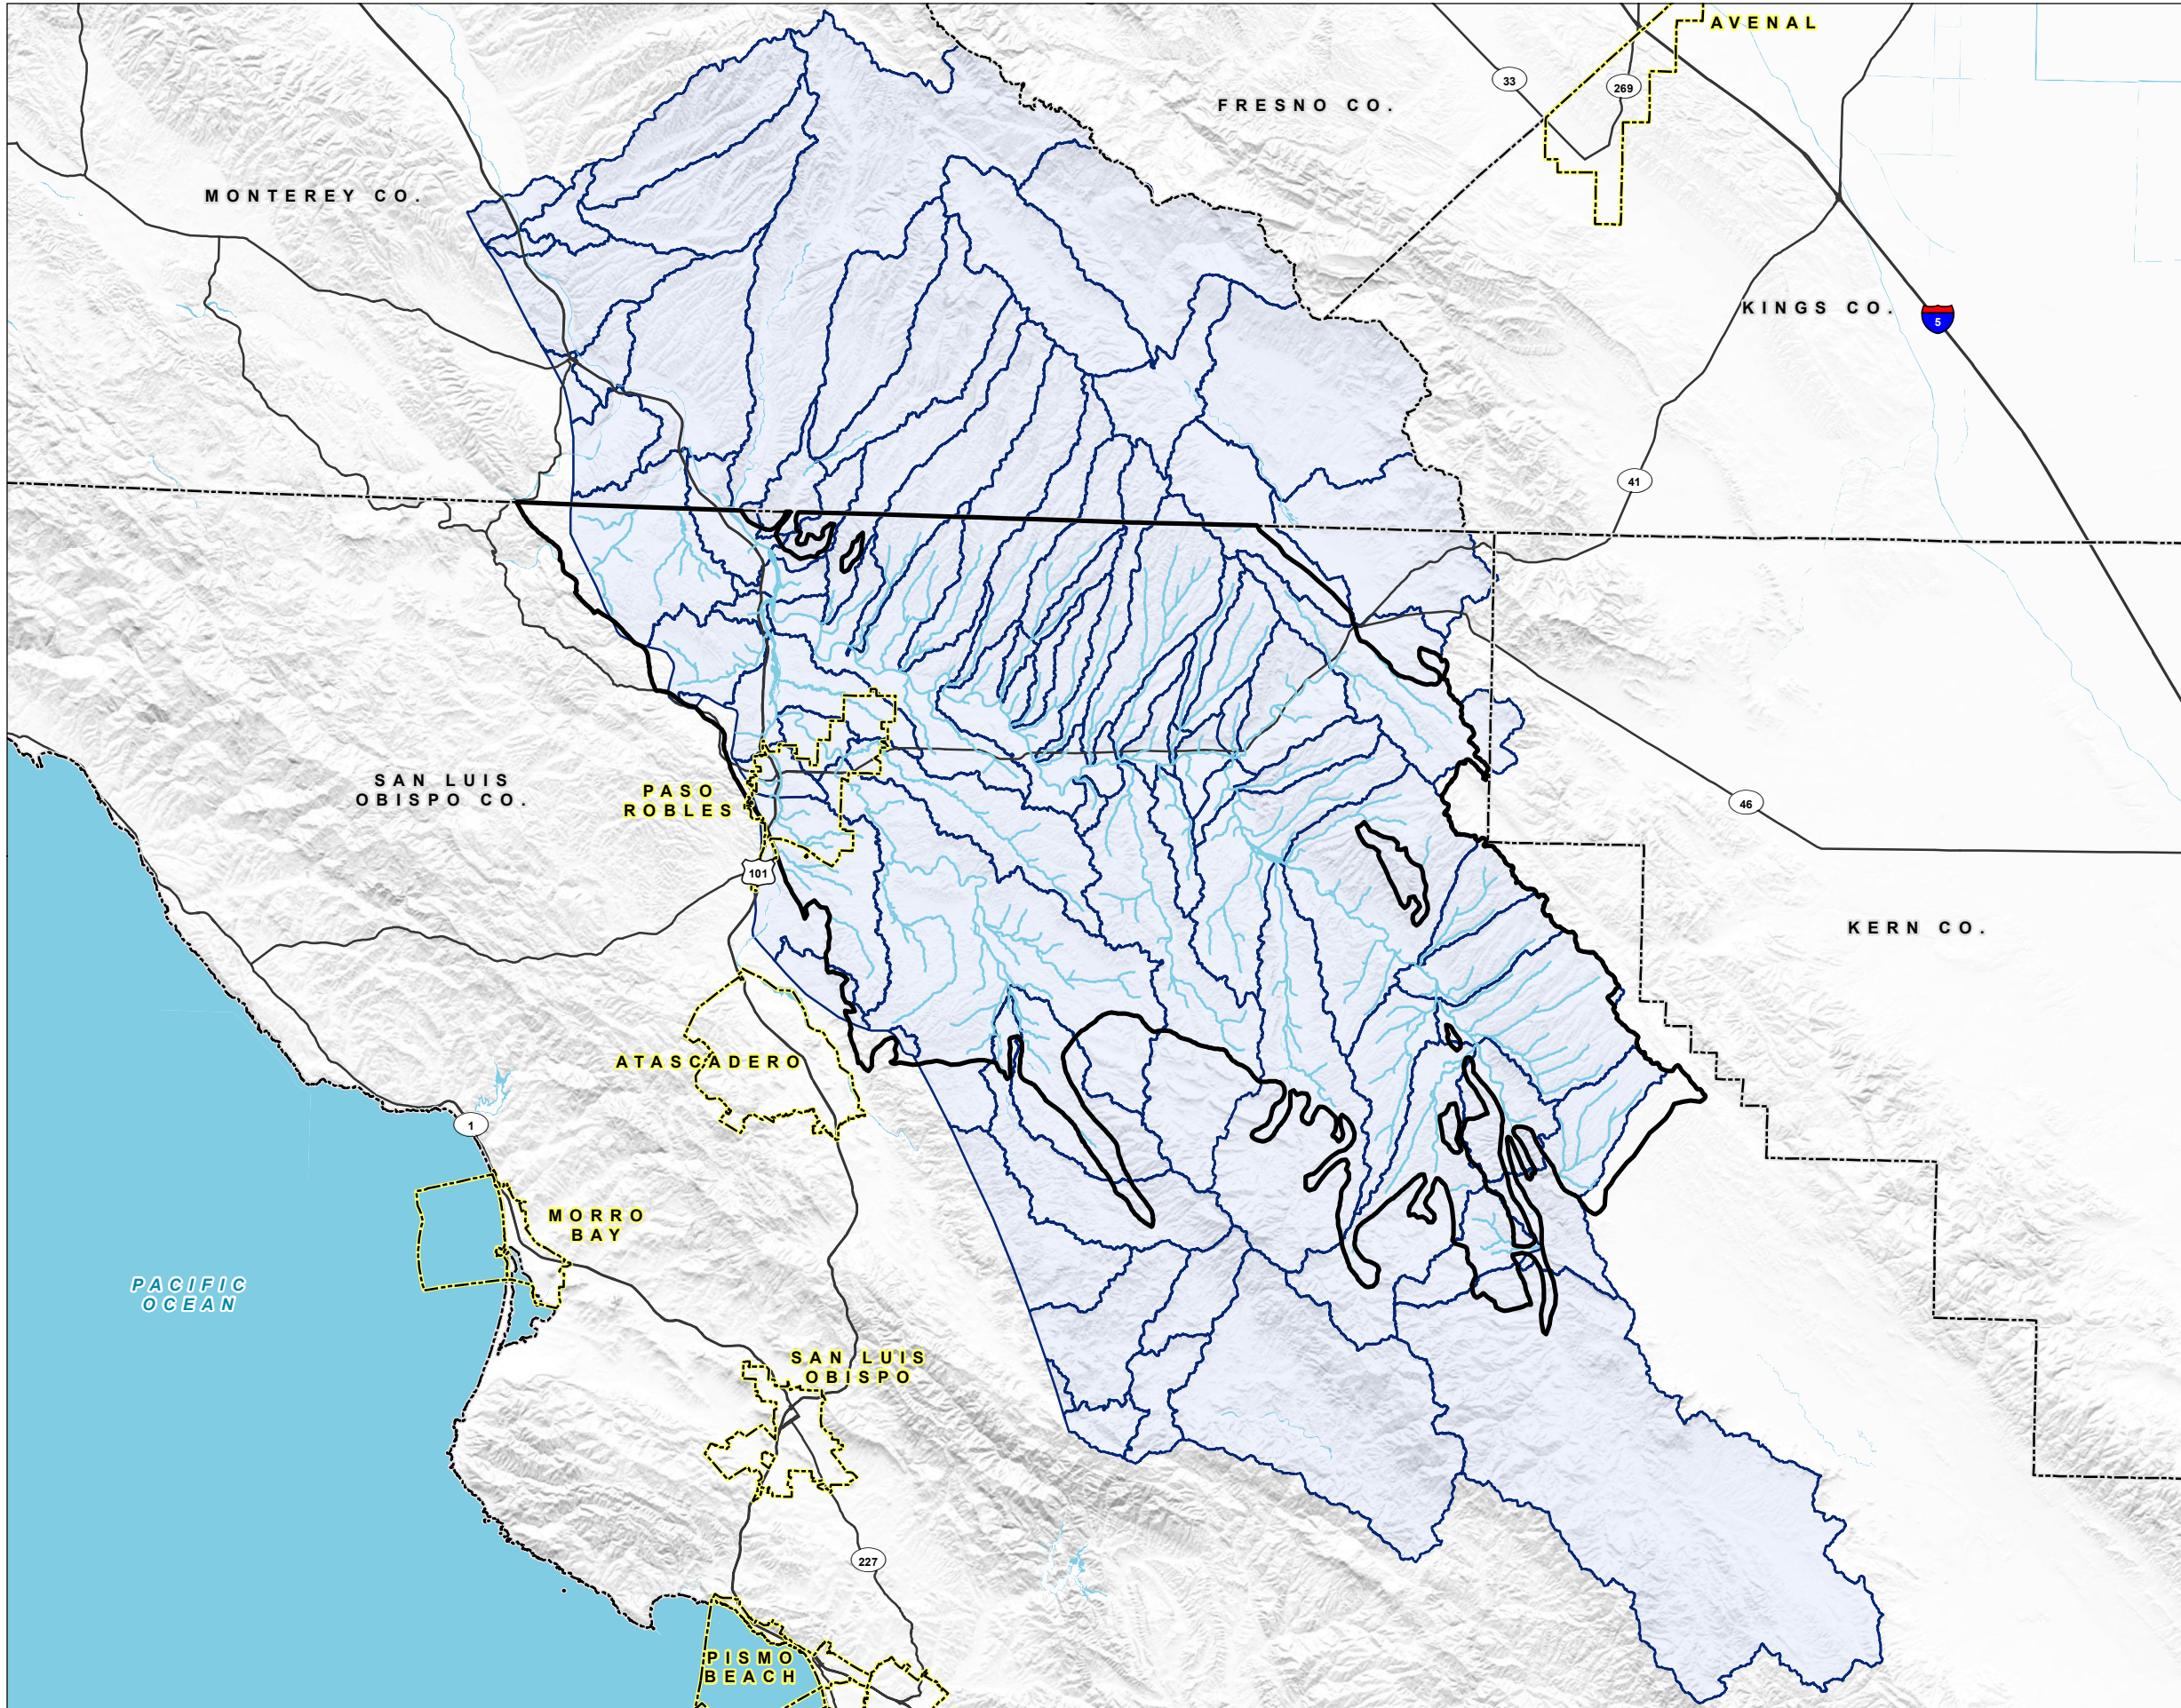 AVENAL
33
269
FRESNO CO.
MONTEREY CO.
KINGS CO.
5
41
SAN LUIS
OBISPO CO.
PASO
ROBLES
46
101
KERN CO.
ATASCADERO
1
MORRO
BAY
PACIFIC
OCEAN
SAN LUIS
OBISPO
227
PISMO
BEACH